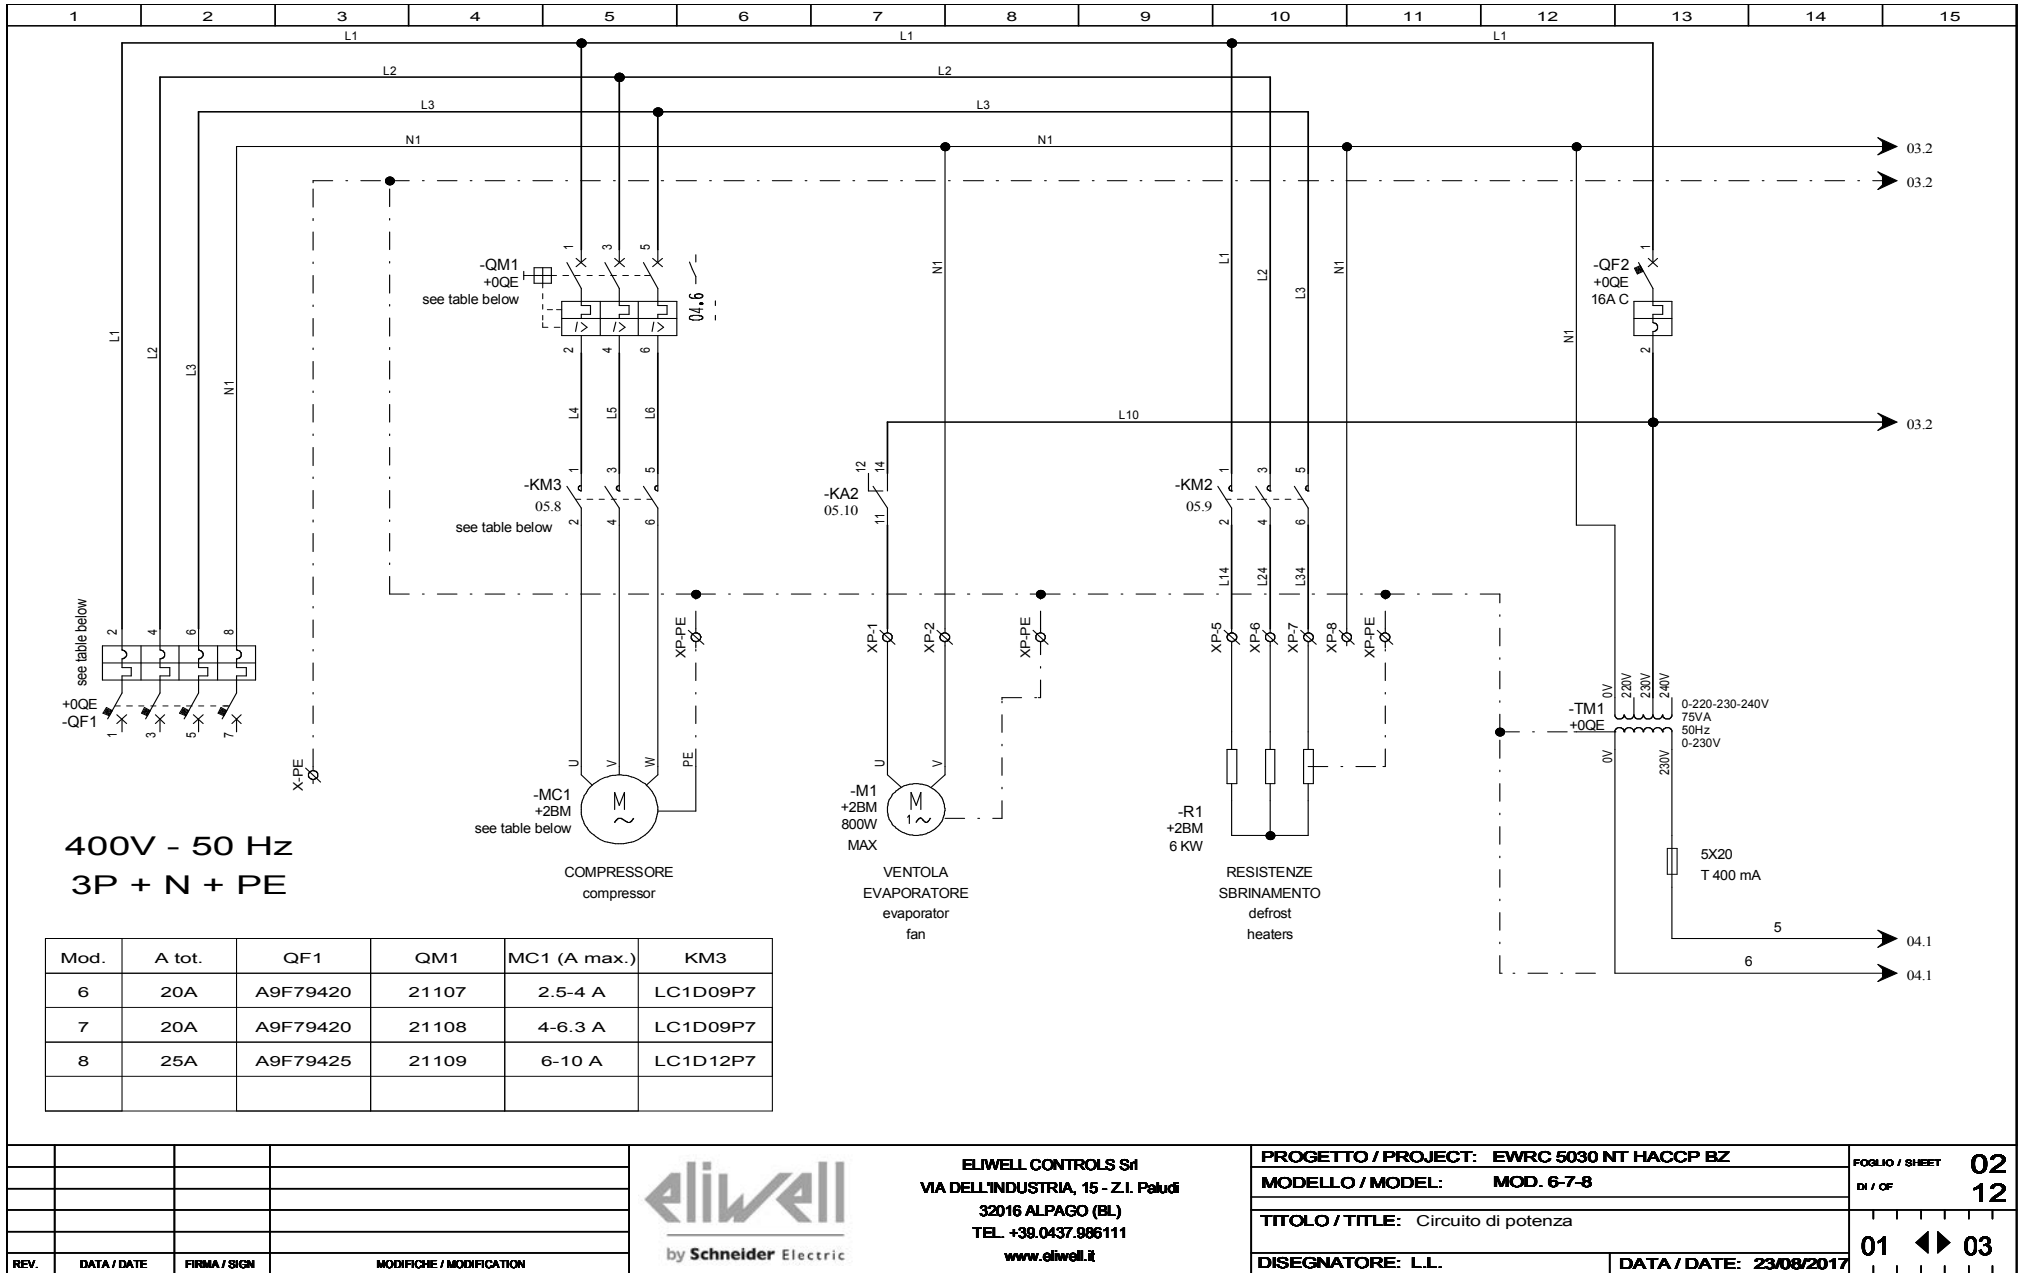 1 2 3 4 5 6 7 8 9 10 11 12 13 14 15
L1 L1 L1
L2 L2
L3 L3
N1 N1
03.2
03.2
-QM1
+0QE
see table below
1 3 5
I> I> I>
2 4 6
04.6
N1
L1 L2 L3 N1
N1
-QF2
+0QE
16A C
1
2
L1 L2 L3 N1
L4 L5 L6
L10
03.2
-KM3
05.8
see table below
1 3 5
2 4 6
-KA2
05.10
12 14
11
-KM2
05.9
1 3 5
2 4 6
L14 L24 L34
see table below
2 4 6 8
+0QE
-QF1
1 3 5 7
X-PE
XP-PE
XP-1 XP-2 XP-PE
XP-5 XP-6 XP-7 XP-8 XP-PE
0V 220V 230V 240V
-TM1
+0QE
0-220-230-240V
75VA
50Hz
0-230V
0V 230V
U V W PE
-MC1
+2BM
see table below
M
COMPRESSORE
compressor
U V
-M1
+2BM
800W
MAX
M
1
VENTOLA
EVAPORATORE
evaporator
fan
-R1
+2BM
6 KW
RESISTENZE
SBRINAMENTO
defrost
heaters
5X20
T 400 mA
5 04.1
6 04.1
400V - 50 Hz
3P + N + PE
Mod. A tot. QF1 QM1 MC1 (A max.) KM3
6 20A A9F79420 21107 2.5-4 A LC1D09P7
7 20A A9F79420 21108 4-6.3 A LC1D09P7
8 25A A9F79425 21109 6-10 A LC1D12P7
REV. DATA / DATE FIRMA / SIGN MODIFICHE / MODIFICATION
eliwell
by Schneider Electric
ELIWELL CONTROLS Srl
VIA DELL'INDUSTRIA, 15 - Z.I. Paludi
32016 ALPAGO (BL)
TEL. +39.0437.986111
www.eliwell.it
PROGETTO / PROJECT: EWRC 5030 NT HACCP BZ
MODELLO / MODEL: MOD. 6-7-8
TITOLO / TITLE: Circuito di potenza
DISEGNATORE: L.L.
DATA / DATE: 23/08/2017
FOGLIO / SHEET 02
DI / OF 12
01 03